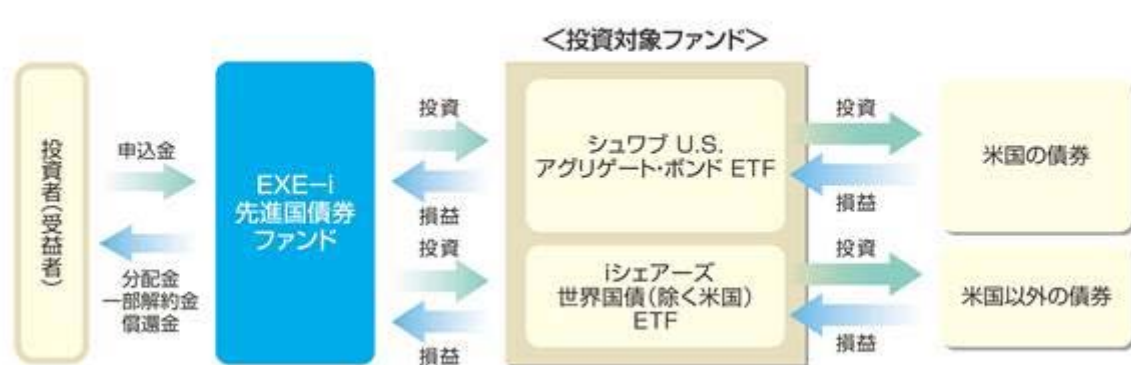 ＜投資対象ファンド＞
投資者(受益者)
申込金
分配金
一部解約金
償還金
EXE-i
先進国債券
ファンド
投資
損益
投資
損益
シュワブ U.S.
アグリゲート・ボンド ETF
iシェアーズ
世界国債(除く米国)
ETF
投資
損益
投資
損益
米国の債券
米国以外の債券